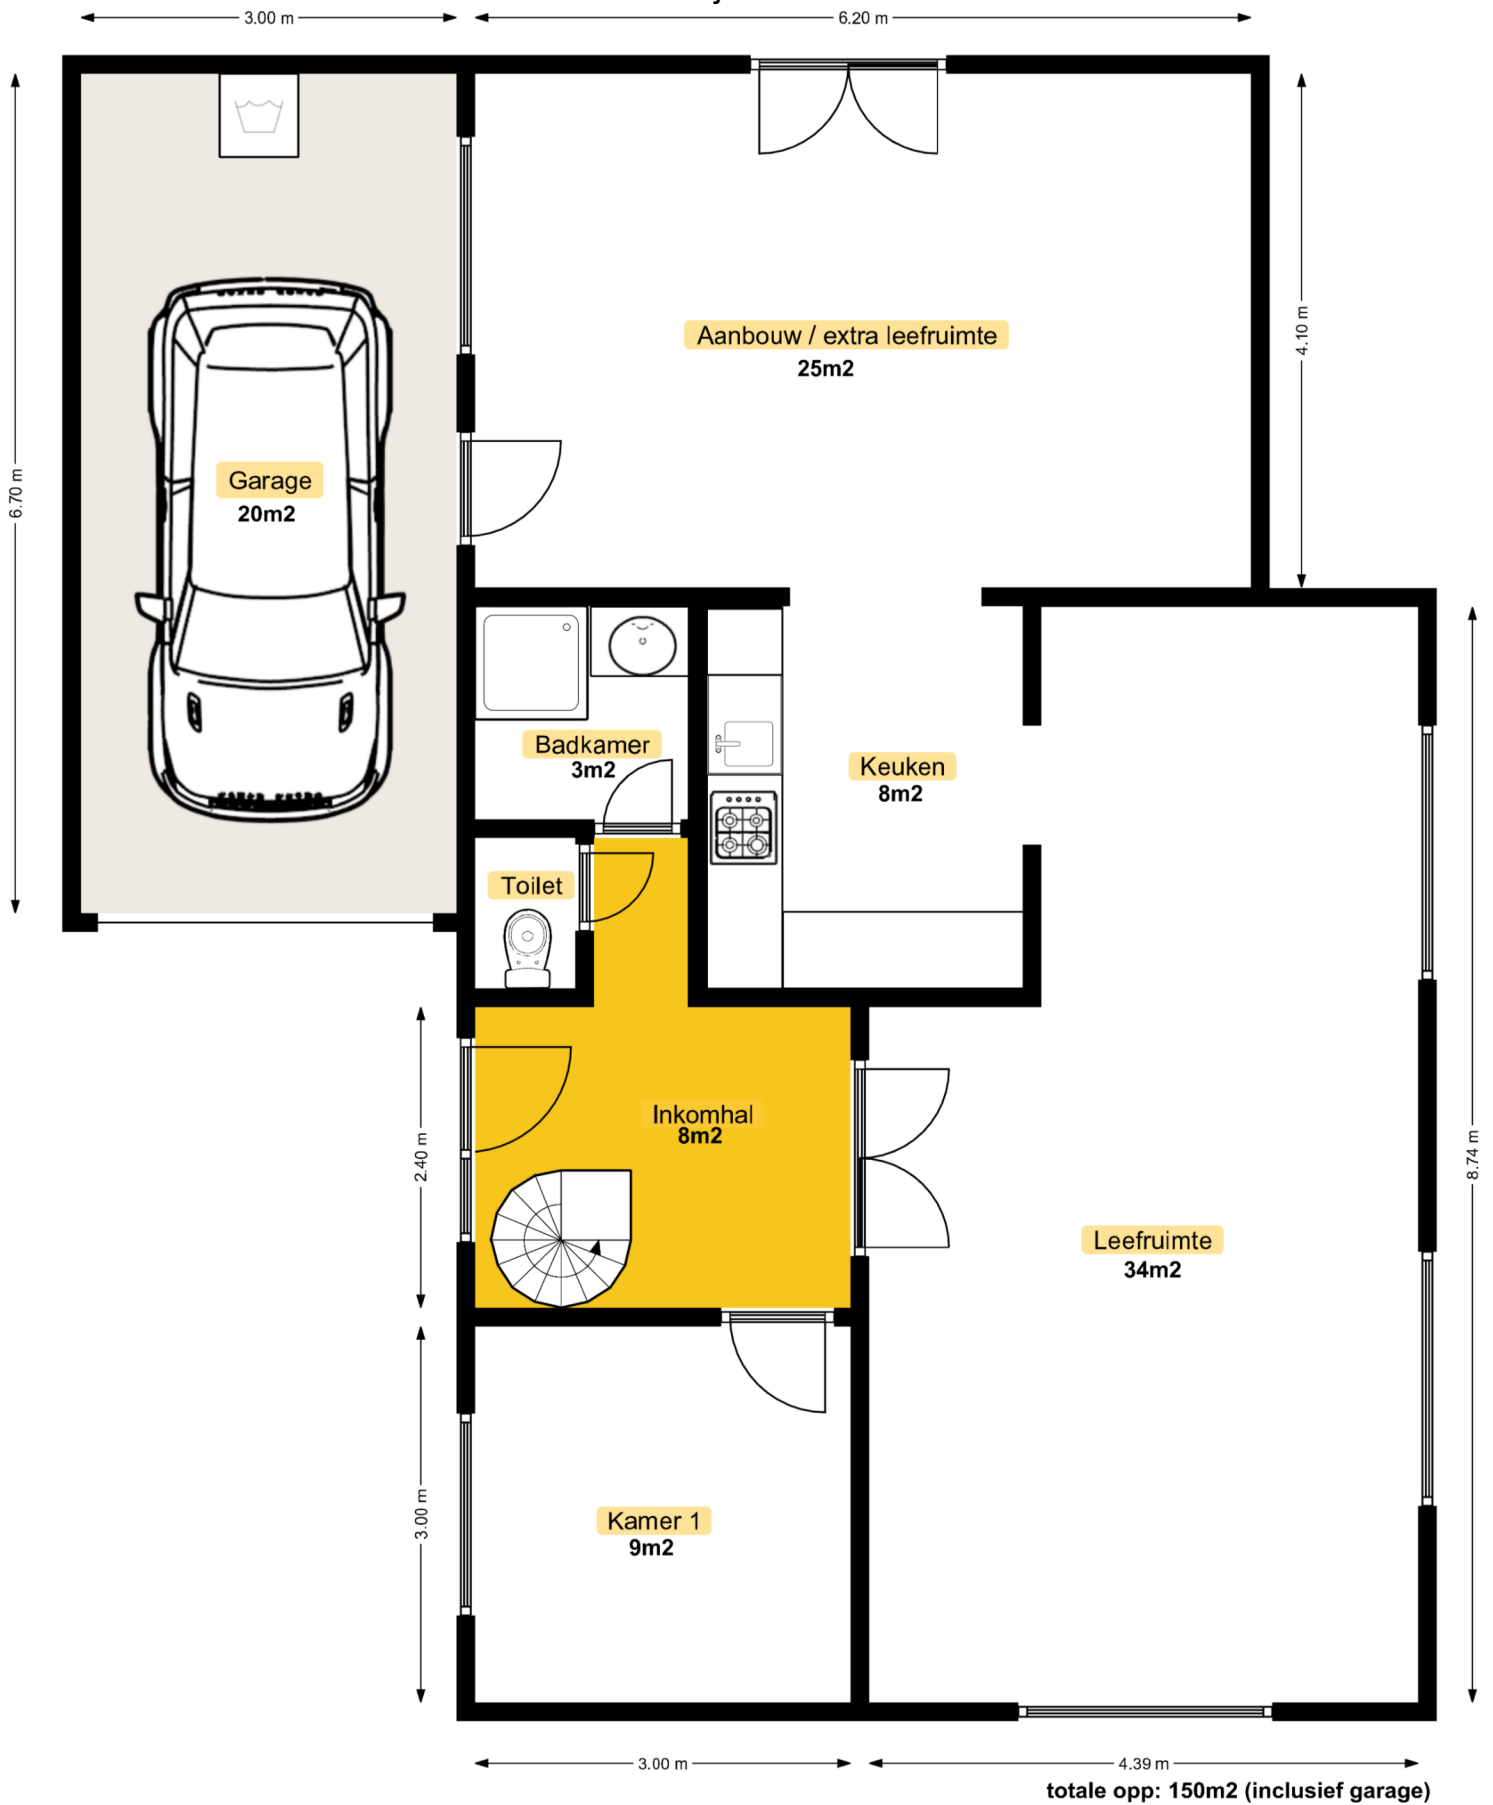 3.00 m
6.20 m
6.70 m
4.10 m
Aanbouw / extra leefruimte
25m2
Garage
20m2
Badkamer
3m2
Keuken
8m2
Toilet
Inkomhal
8m2
2.40 m
8.74 m
Leefruimte
34m2
3.00 m
Kamer 1
9m2
3.00 m
4.39 m
totale opp: 150m2 (inclusief garage)